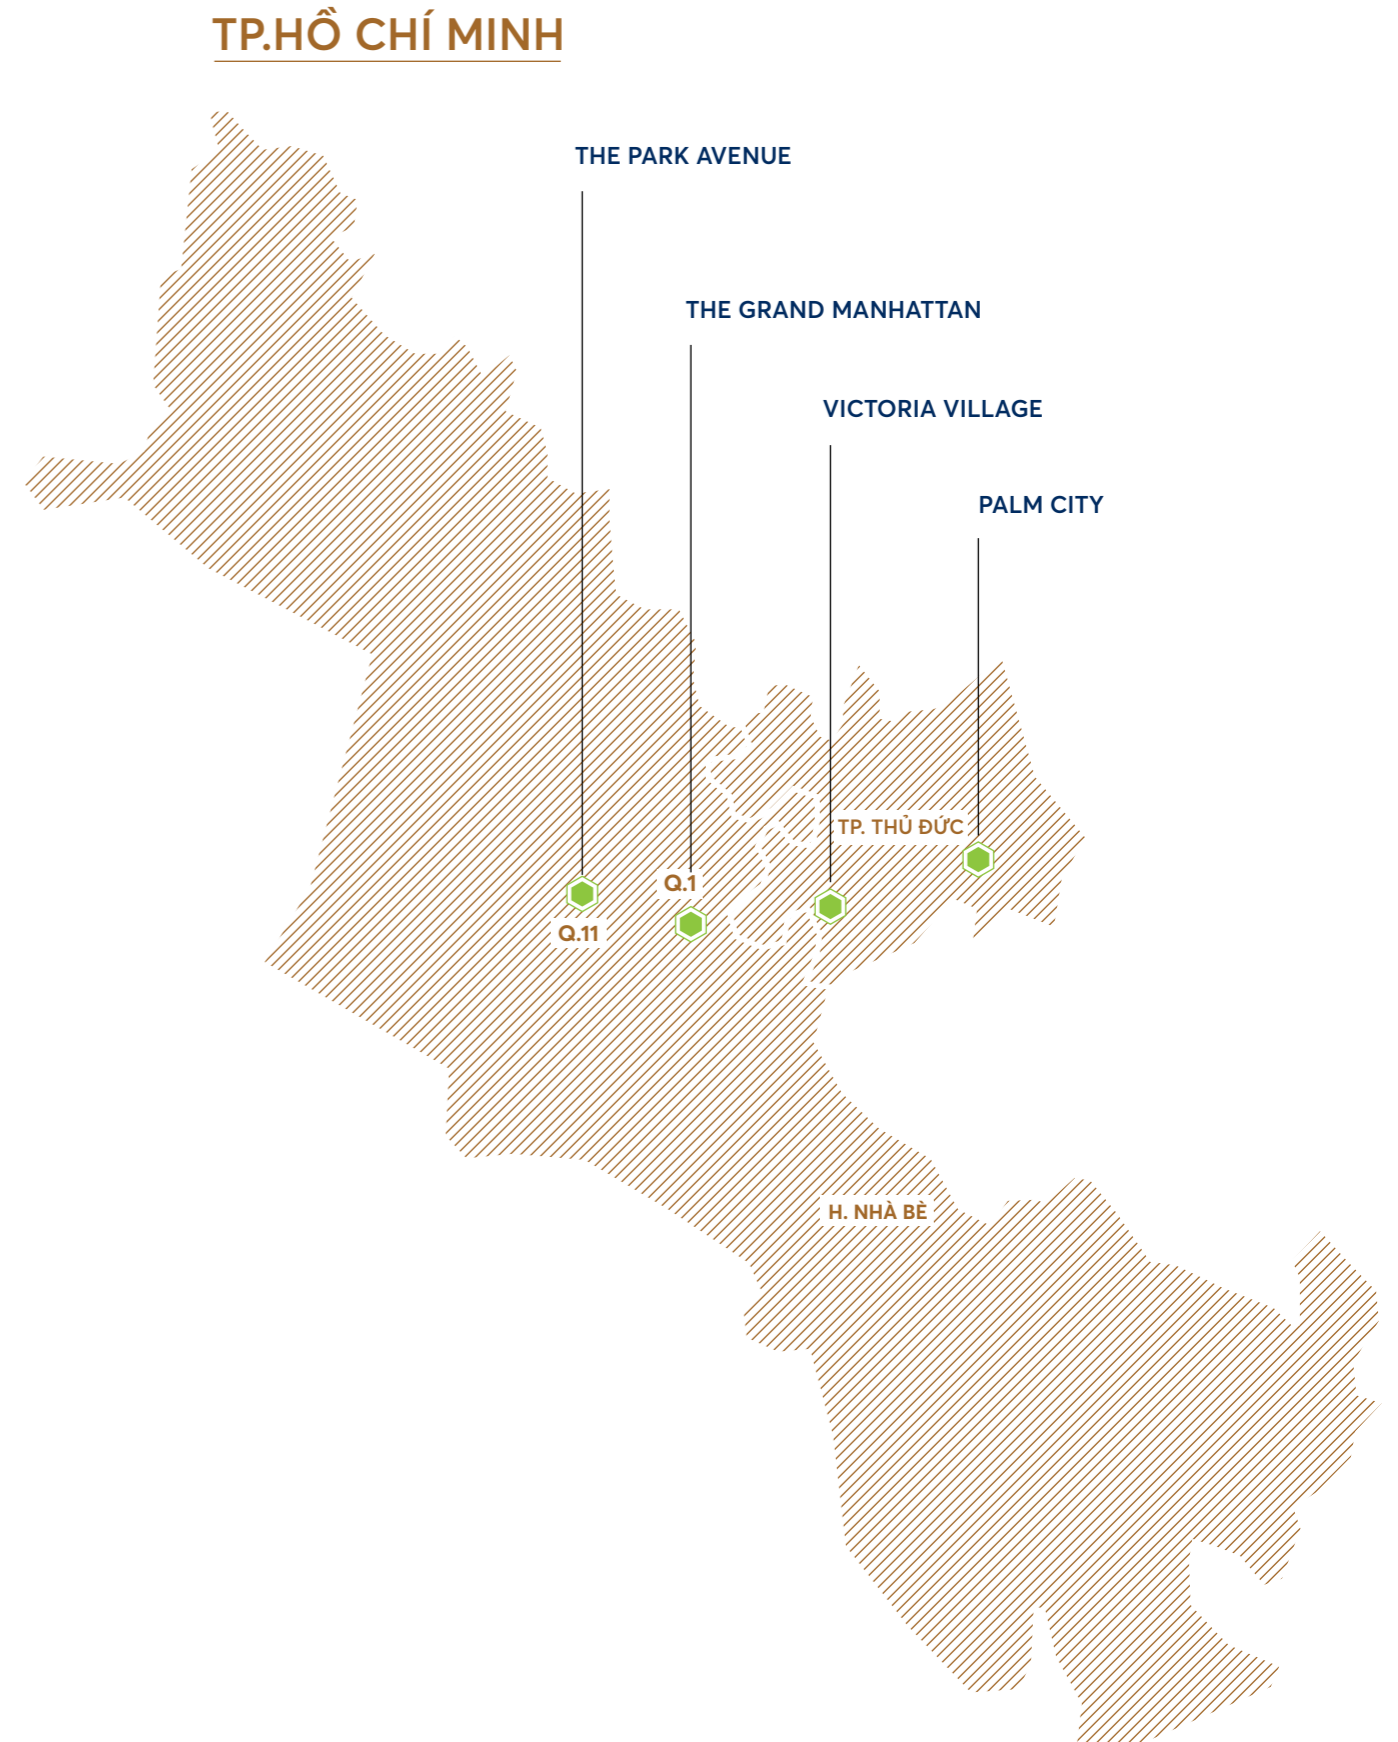 TP.HỒ CHÍ MINH
THE PARK AVENUE
THE GRAND MANHATTAN
VICTORIA VILLAGE
PALM CITY
TP. THỦ ĐỨC
Q.1
Q.11
H. NHÀ BÈ